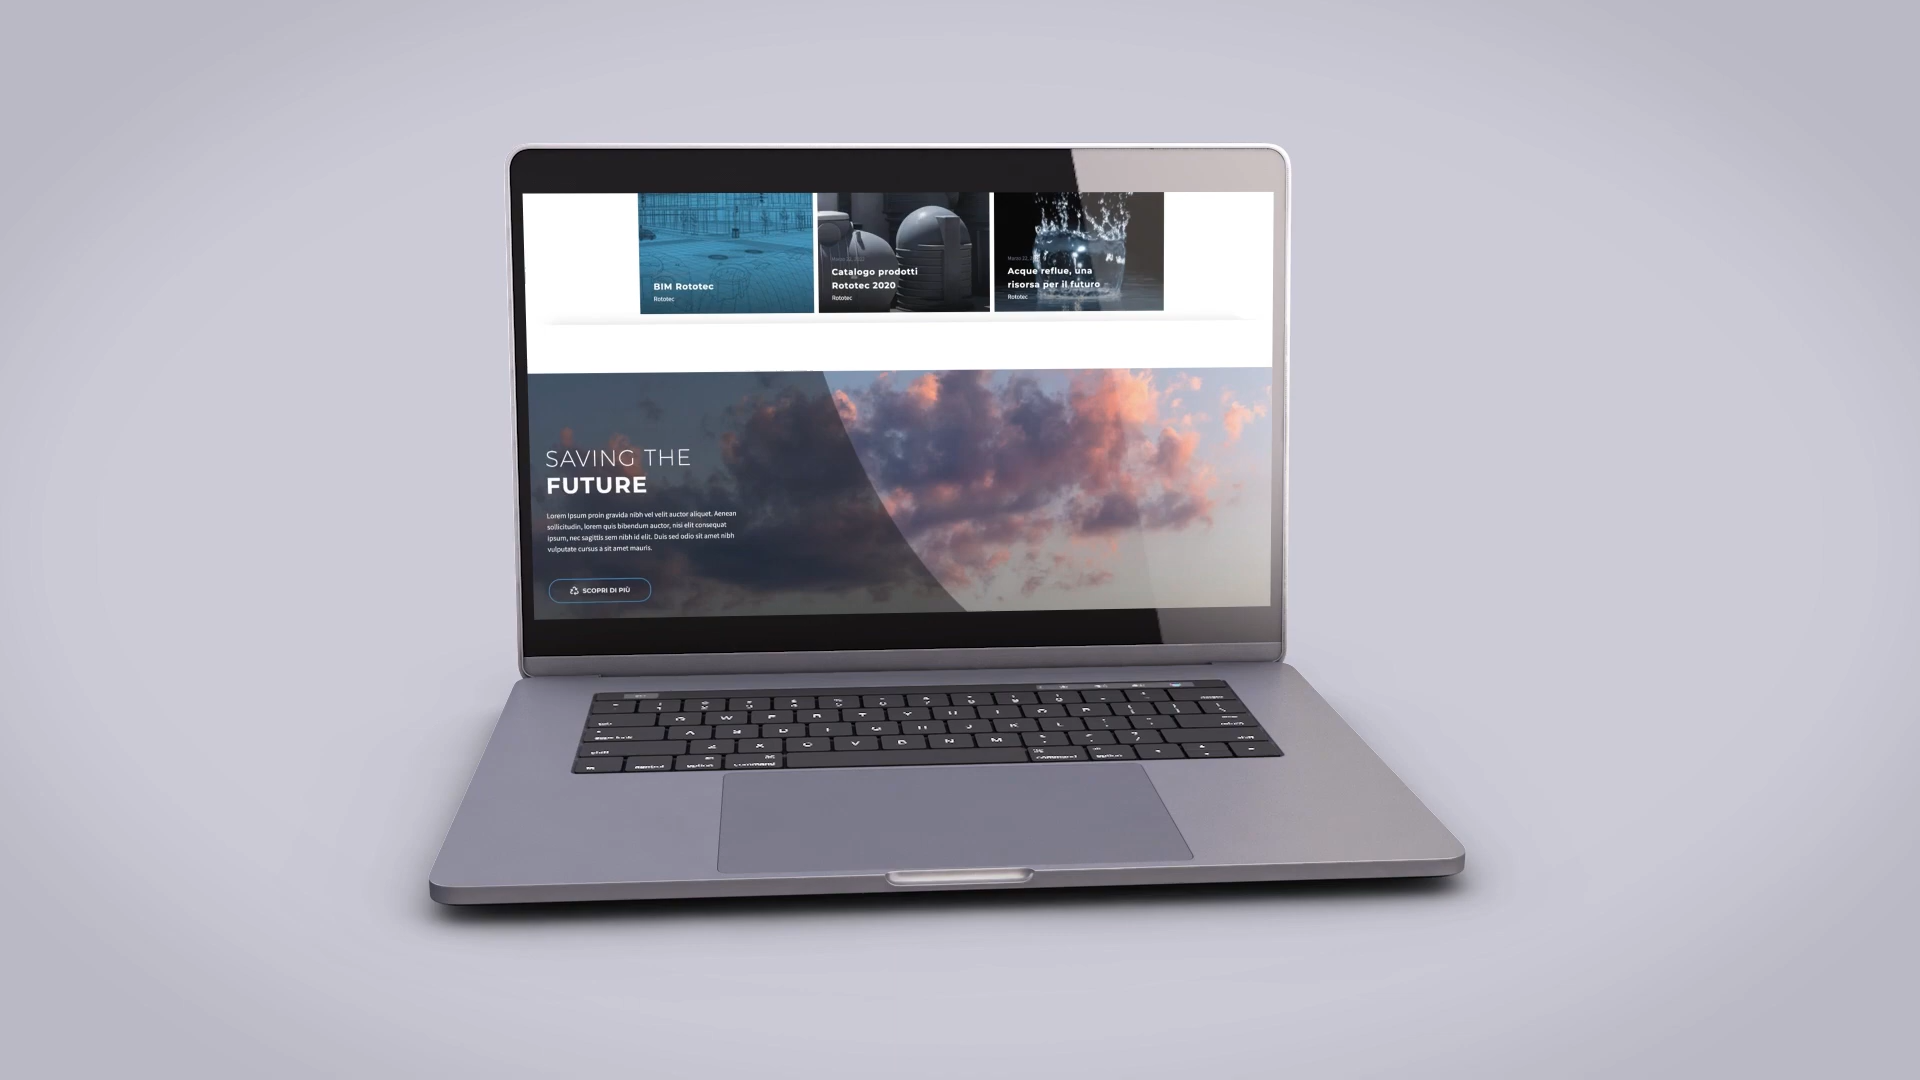 BIM Rototec
Rototec
Catalogo prodotti
Rototec 2020
Rototec
Acque reflue, una
risorsa per il futuro
Rototec
SAVING THE
FUTURE
Lorem Ipsum proin gravida nibh vel velit auctor aliquet. Aenean
sollicitudin, lorem quis bibendum auctor, nisi elit consequat
ipsum, nec sagittis sem nibh id elit. Duis sed odio sit amet nibh
vulputate cursus a sit amet mauris.
SCOPRI DI PIÙ